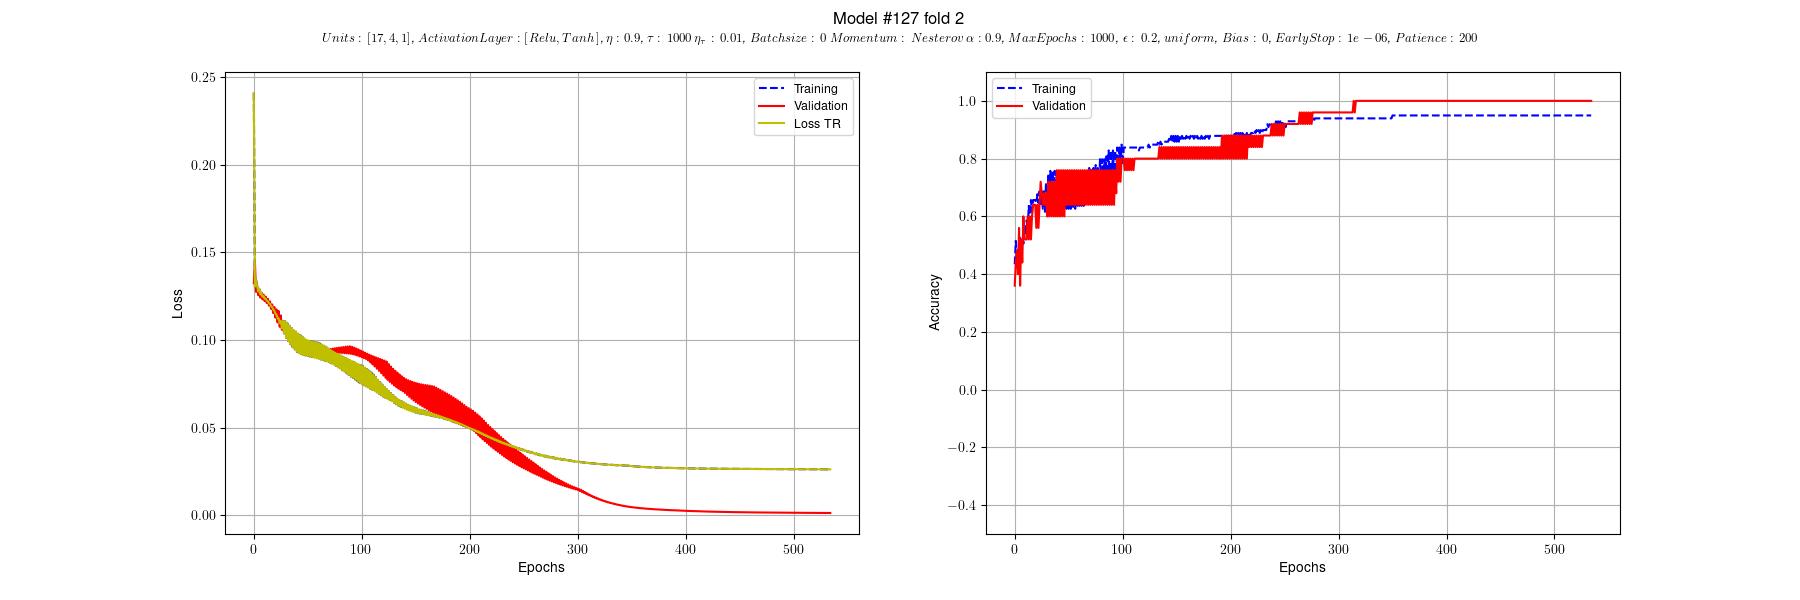 Model #127 fold 2
Units : [17, 4, 1], ActivationLayer : [Relu, Tanh], η : 0.9, τ : 1000 η_τ : 0.01, Batchsize : 0 Momentum : Nesterov α : 0.9, MaxEpochs : 1000, ϵ : 0.2, uniform, Bias : 0, EarlyStop : 1e − 06, Patience : 200
0.25
0.20
0.15
0.10
0.05
0.00
Loss
0 100 200 300 400 500
Epochs
Training
Validation
Loss TR
1.0
0.8
0.6
0.4
0.2
0.0
−0.2
−0.4
Accuracy
0 100 200 300 400 500
Epochs
Training
Validation